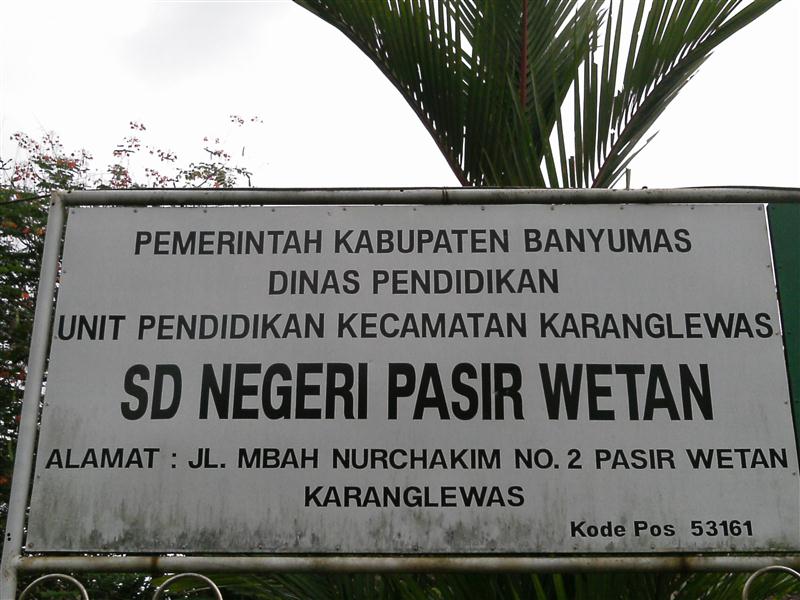 PEMERINTAH KABUPATEN BANYUMAS
DINAS PENDIDIKAN
UNIT PENDIDIKAN KECAMATAN KARANGLEWAS
SD NEGERI PASIR WETAN
ALAMAT : JL. MBAH NURCHAKIM NO. 2 PASIR WETAN
KARANGLEWAS
Kode Pos 53161